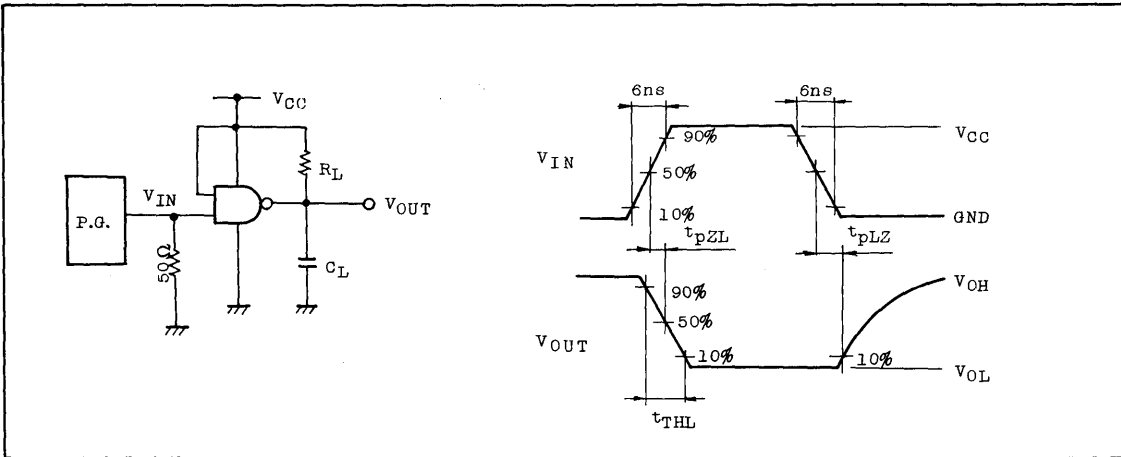 VCC
RL
VIN
VOUT
P.G.
50Ω
CL
6ns
6ns
VIN
90%
50%
10%
VCC
GND
tpZL
tpLZ
VOUT
90%
50%
10%
10%
VOH
VOL
tTHL